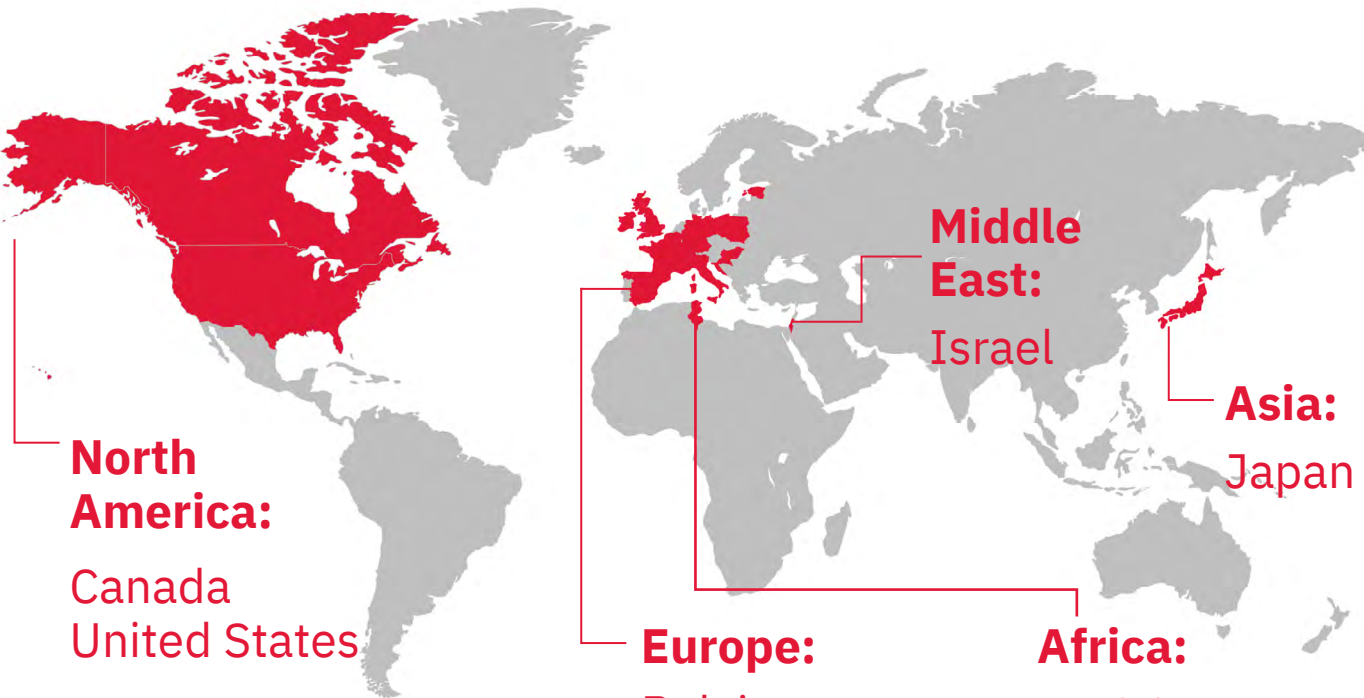 Middle
East:
Israel
Asia:
Japan
North
America:
Canada
United States
Europe:
Africa: